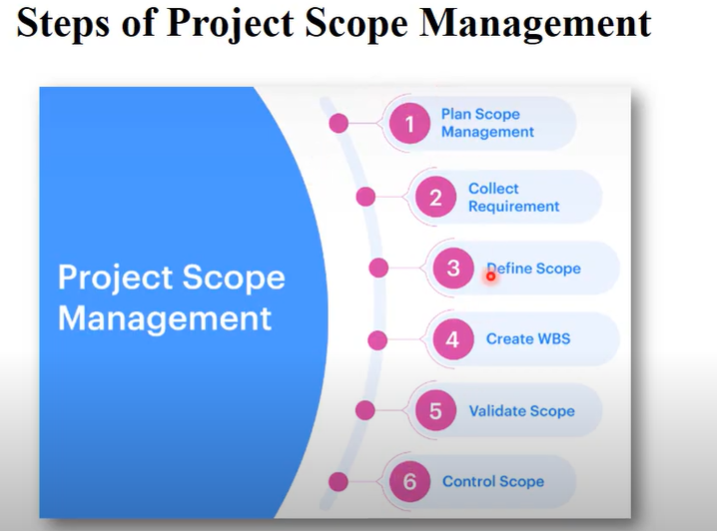 Steps of Project Scope Management
Project Scope
Management
1
Plan Scope
Management
2
Collect
Requirement
3
Define Scope
4
Create WBS
5
Validate Scope
6
Control Scope